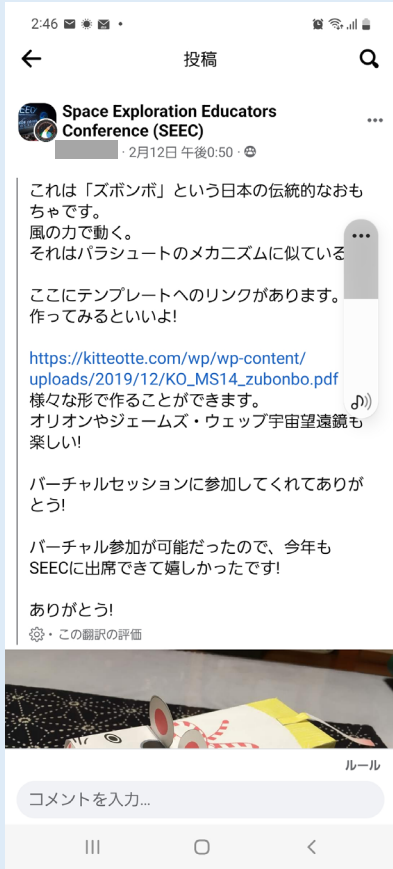 2:46
投稿
Space Exploration Educators
Conference (SEEC)
· 2月12日 午後0:50 ·
これは「ズボンボ」という日本の伝統的なおも
ちゃです。
風の力で動く。
それはパラシュートのメカニズムに似ている
ここにテンプレートへのリンクがあります。
作ってみるといいよ!
https://kitteotte.com/wp/wp-content/
uploads/2019/12/KO_MS14_zubonbo.pdf
様々な形で作ることができます。
オリオンやジェームズ・ウェッブ宇宙望遠鏡も
楽しい!
バーチャルセッションに参加してくれてありが
とう!
バーチャル参加が可能だったので、今年も
SEECに出席できて嬉しかったです!
ありがとう!
· この翻訳の評価
ルール
コメントを入力...